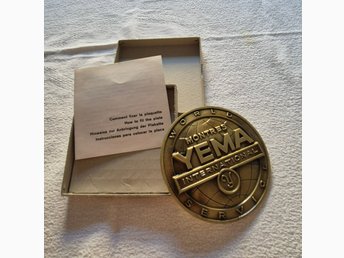 Comment fixer la plaquette
How to fit the plate
Hinweise zur Anbringung der Plakette
Instrucciones para colocar la placa
WORLD
MONTRES
YEMA
INTERNATIONAL
SERVICE